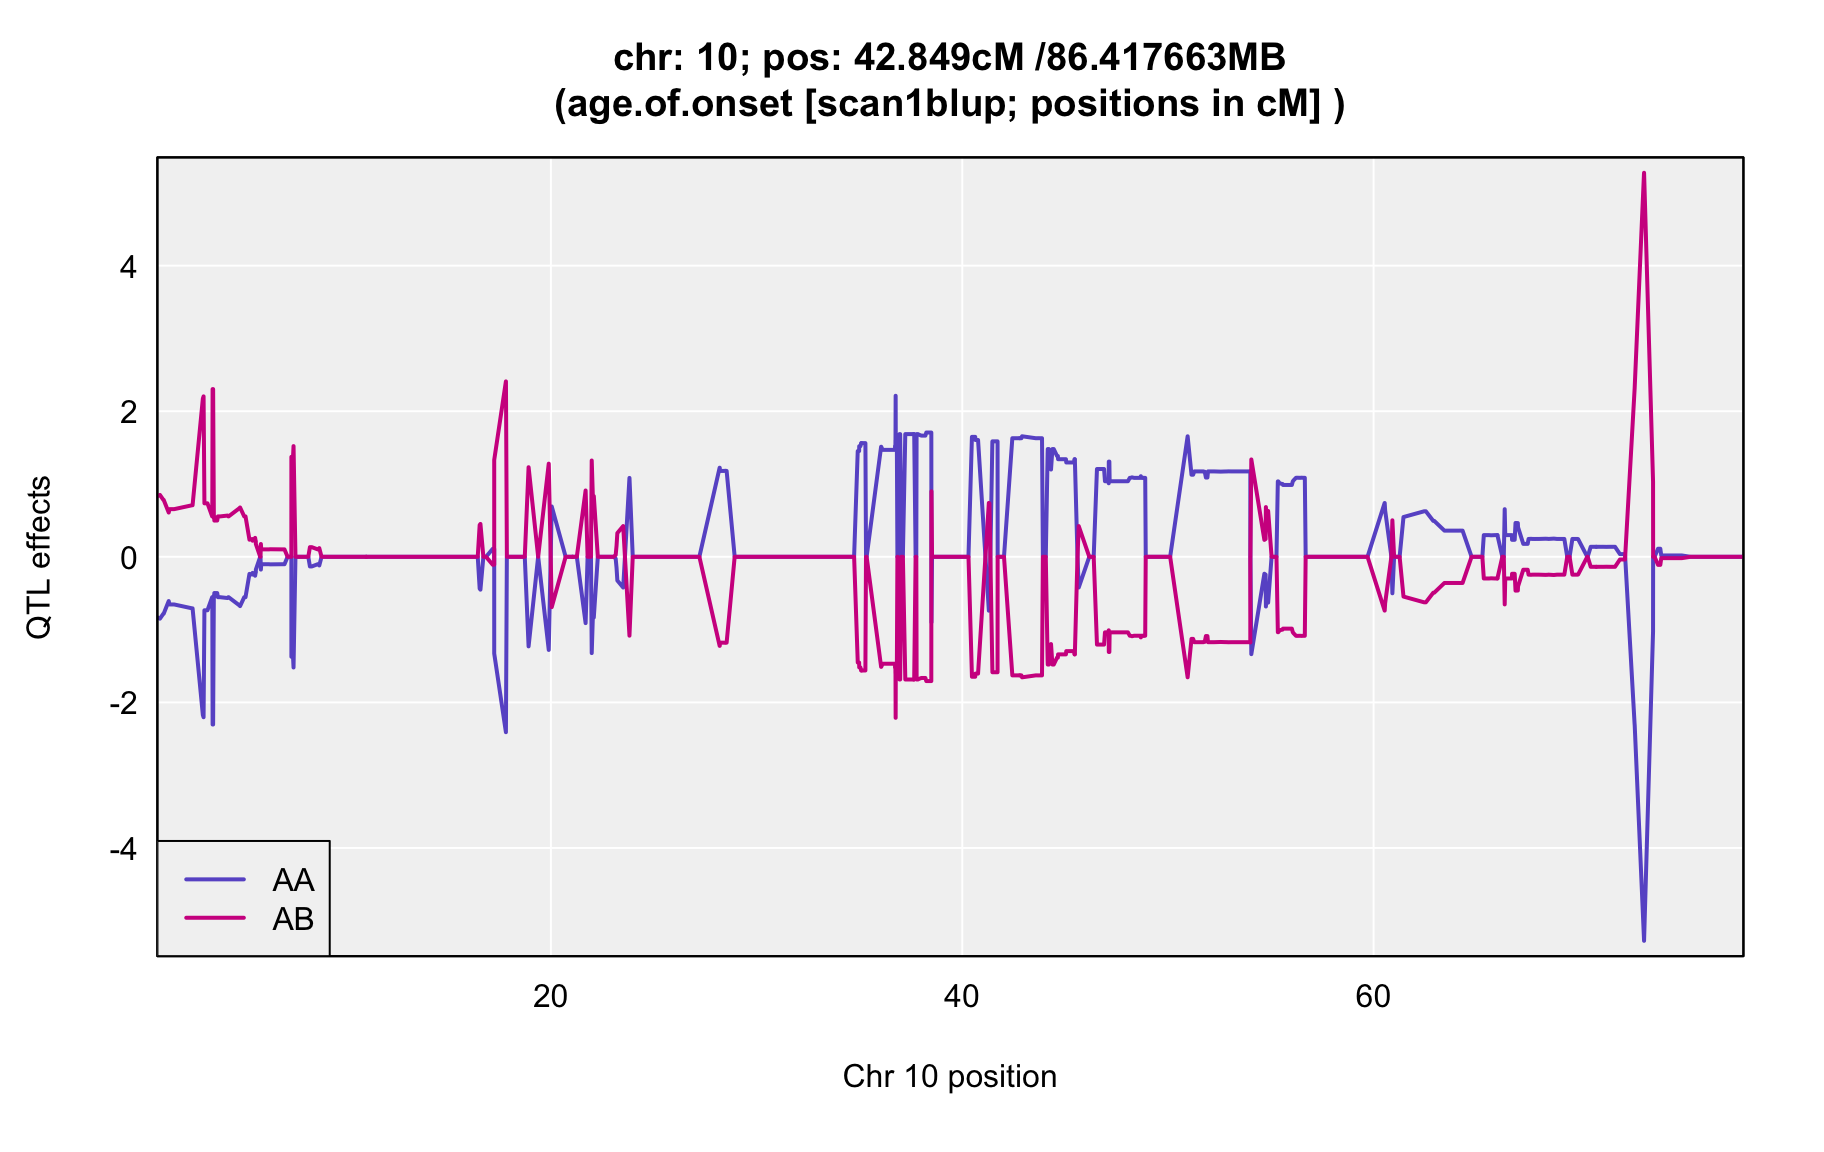 chr: 10; pos: 42.849cM /86.417663MB
(age.of.onset [scan1blup; positions in cM] )
QTL effects
4
2
0
-2
-4
AA
AB
20 40 60
Chr 10 position